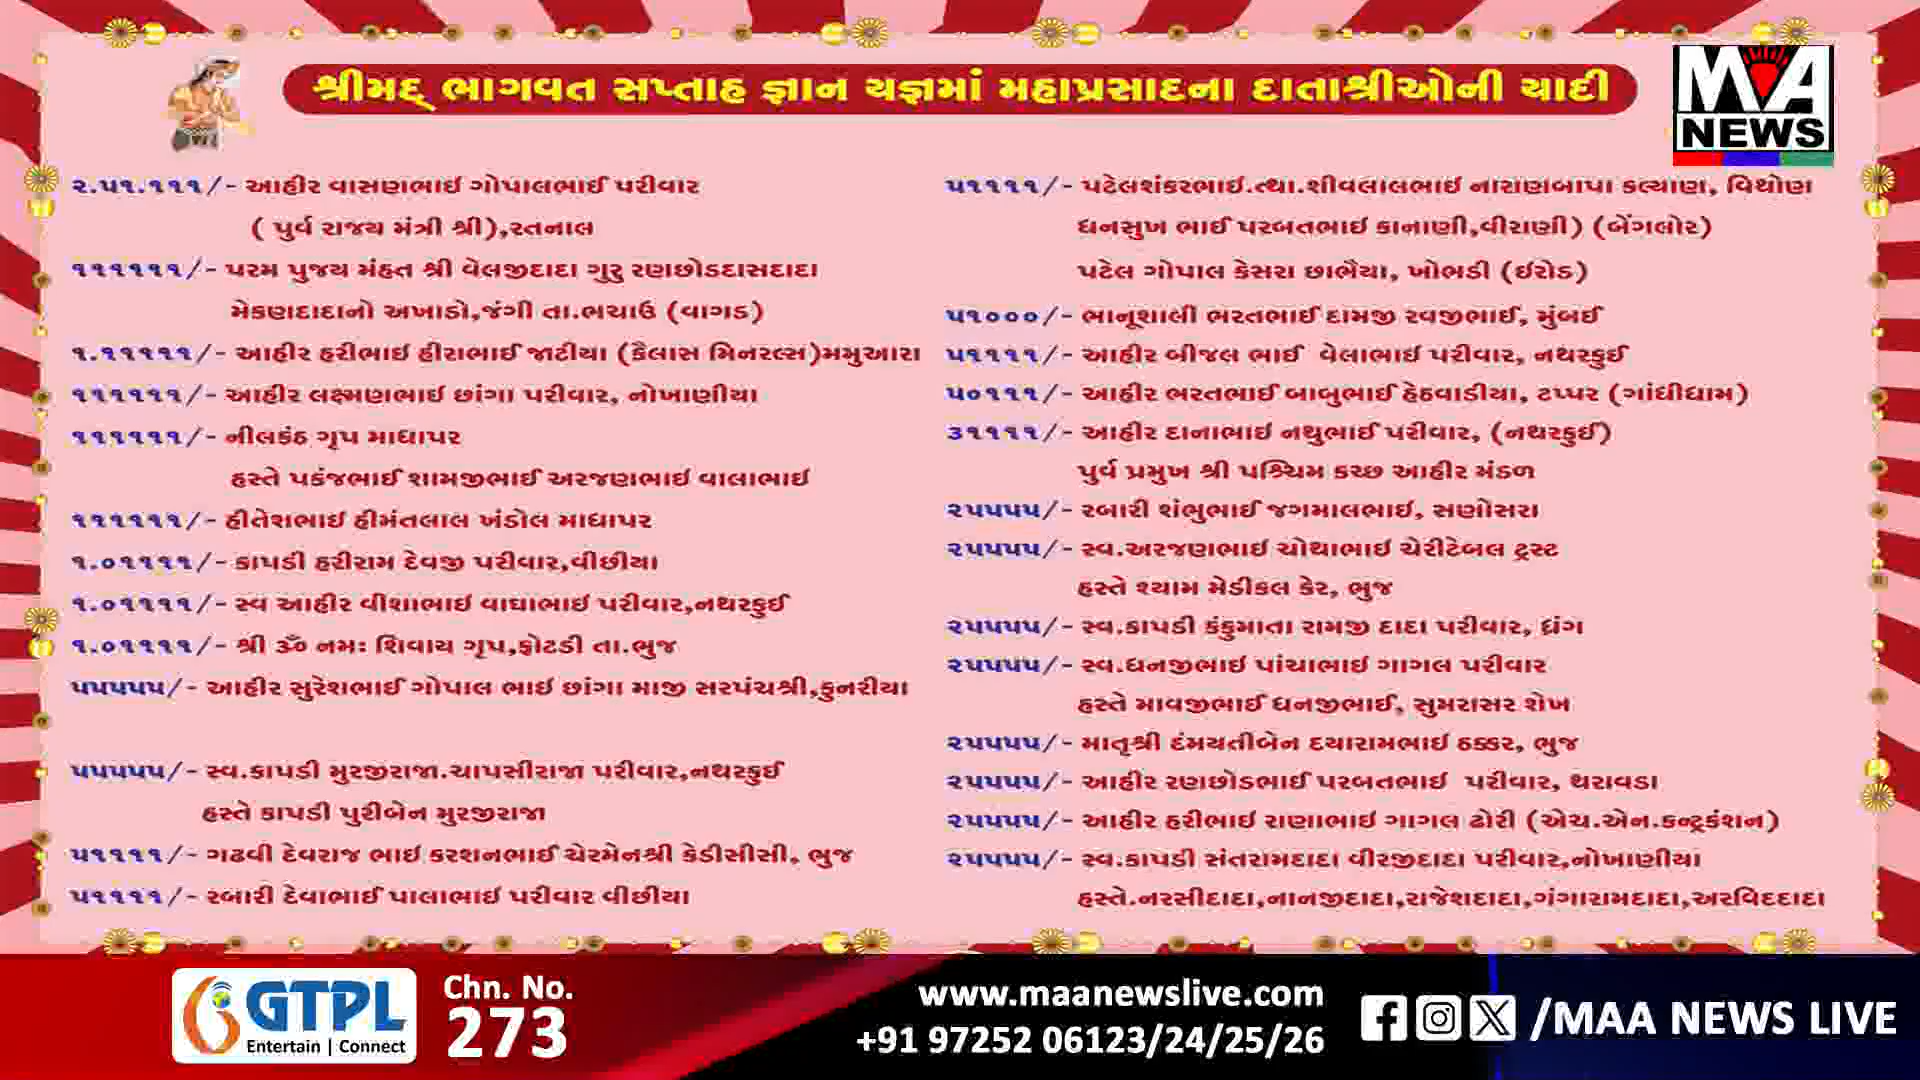 શ્રીમદ્ ભાગવત સપ્તાહ જ્ઞાન યજ્ઞમાં મહાપ્રસાદના દાતાશ્રીઓની યાદી
MAA NEWS
૨.૫૧.૧૧૧/- આહીર વાસણભાઇ ગોપાલભાઈ પરીવાર
( પુર્વ રાજ્ય મંત્રી શ્રી),રતનાલ
૧૧૧૧૧૧/- પરમ પુજ્ય મંહત શ્રી વેલજીદાદા ગુરુ રણછોડદાસદાદા
મેકણદાદાનો અખાડો,જંગી તા.ભચાઉ (વાગડ)
૧.૧૧૧૧૧/- આહીર હરીભાઇ હીરાભાઈ જાટીયા (કૈલાસ મિનરલ્સ)મમુઆરા
૧૧૧૧૧૧/- આહીર લક્ષ્મણભાઇ છાંગા પરીવાર, નોખાણીયા
૧૧૧૧૧૧/- નીલકંઠ ગૃપ માધાપર
હસ્તે પકંજભાઈ શામજીભાઈ અરજણભાઇ વાલાભાઇ
૧૧૧૧૧૧/- હીતેશભાઇ હીમંતલાલ ખંડોલ માધાપર
૧.૦૧૧૧૧/- કાપડી હરીરામ દેવજી પરીવાર,વીછીયા
૧.૦૧૧૧૧/- સ્વ આહીર વીશાભાઇ વાઘાભાઇ પરીવાર,નથરકુઈ
૧.૦૧૧૧૧/- શ્રી ૐ નમઃ શિવાય ગૃપ,કોટડી તા.ભુજ
૫૫૫૫૫/- આહીર સુરેશભાઈ ગોપાલ ભાઇ છાંગા માજી સરપંચશ્રી,કુનરીયા
૫૫૫૫૫/- સ્વ.કાપડી મુરજીરાજા.ચાપસીરાજા પરીવાર,નથરકુઈ
હસ્તે કાપડી પુરીબેન મુરજીરાજા
૫૧૧૧૧/- ગઢવી દેવરાજ ભાઇ કરશનભાઈ ચેરમેનશ્રી કેડીસીસી, ભુજ
૫૧૧૧૧/- રબારી દેવાભાઈ પાલાભાઇ પરીવાર વીછીયા
૫૧૧૧૧/- પટેલશંકરભાઇ.ત્થા.શીવલાલભાઇ નારાણબાપા કલ્યાણ, વિથોણ
ધનસુખ ભાઈ પરબતભાઇ કાનાણી,વીરાણી) (બેંગલોર)
પટેલ ગોપાલ કેસરા છાભૈયા, ખોભડી (ઇરોડ)
૫૧૦૦૦/- ભાનૂશાલી ભરતભાઈ દામજી રવજીભાઈ, મુંબઈ
૫૧૧૧૧/- આહીર બીજલ ભાઈ વેલાભાઇ પરીવાર, નથરકુઈ
૫૦૧૧૧/- આહીર ભરતભાઈ બાબુભાઈ હેઠવાડીયા, ટપ્પર (ગાંધીધામ)
૩૧૧૧૧/- આહીર દાનાભાઇ નથુભાઈ પરીવાર, (નથરકુઈ)
પુર્વ પ્રમુખ શ્રી પશ્ચિમ કચ્છ આહીર મંડળ
૨૫૫૫૫/- રબારી શંભુભાઈ જગમાલભાઇ, સણોસરા
૨૫૫૫૫/- સ્વ.અરજણભાઇ ચોથાભાઇ ચેરીટેબલ ટ્રસ્ટ
હસ્તે શ્યામ મેડીકલ કેર, ભુજ
૨૫૫૫૫/- સ્વ.કાપડી કંકુમાતા રામજી દાદા પરીવાર, ધ્રંગ
૨૫૫૫૫/- સ્વ.ધનજીભાઇ પાંચાભાઇ ગાગલ પરીવાર
હસ્તે માવજીભાઈ ધનજીભાઈ, સુમરાસર શેખ
૨૫૫૫૫/- માતૃશ્રી દંમયતીબેન દયારામભાઇ ઠક્કર, ભુજ
૨૫૫૫૫/- આહીર રણછોડભાઈ પરબતભાઇ પરીવાર, થરાવડા
૨૫૫૫૫/- આહીર હરીભાઇ રાણાભાઇ ગાગલ ઢોરી (એચ.એન.કન્ટ્રકંશન)
૨૫૫૫૫/- સ્વ.કાપડી સંતરામદાદા વીરજીદાદા પરીવાર,નોખાણીયા
હસ્તે.નરસીદાદા,નાનજીદાદા,રાજેશદાદા,ગંગારામદાદા,અરવિદદાદા
GTPL
Entertain | Connect
Chn. No.
273
www.maanewslive.com
+91 97252 06123/24/25/26
/MAA NEWS LIVE